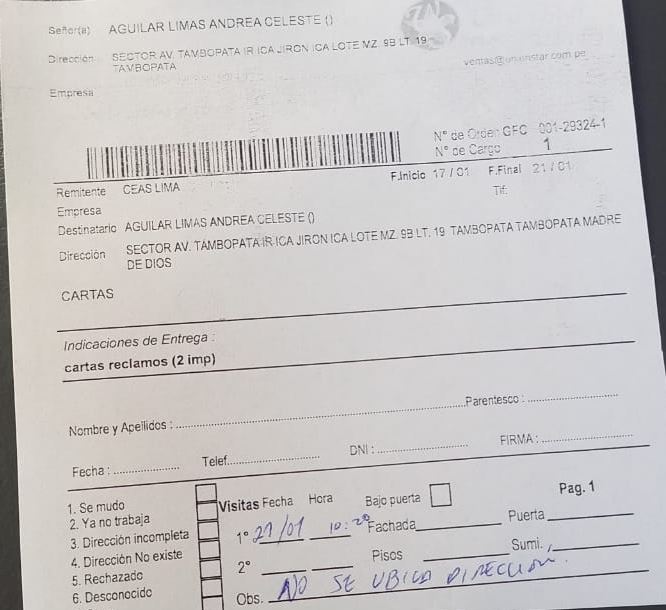 Señor(a) AGUILAR LIMAS ANDREA CELESTE ()
Dirección SECTOR AV. TAMBOPATA IR ICA JIRON ICA LOTE MZ. 9B LT. 19
TAMBOPATA
Empresa
Nº de Orden GFC 001-29324-1
Nº de Cargo 1
Remitente CEAS LIMA F.Inicio 17 / 01 F.Final 21 / 01
Empresa Tlf:
Destinatario AGUILAR LIMAS ANDREA CELESTE ()
Dirección SECTOR AV. TAMBOPATA IR ICA JIRON ICA LOTE MZ. 9B LT. 19 TAMBOPATA TAMBOPATA MADRE
DE DIOS
CARTAS
Indicaciones de Entrega :
cartas reclamos (2 imp)
Nombre y Apellidos : Parentesco :
Fecha : Telef. DNI : FIRMA :
1. Se mudo
2. Ya no trabaja
3. Dirección incompleta
4. Dirección No existe
5. Rechazado
6. Desconocido
Visitas Fecha Hora Bajo puerta Pag. 1
1° 21/01 10:20 Fachada Puerta
2° Pisos Sumi.
Obs. NO SE UBICO DIRECCION.